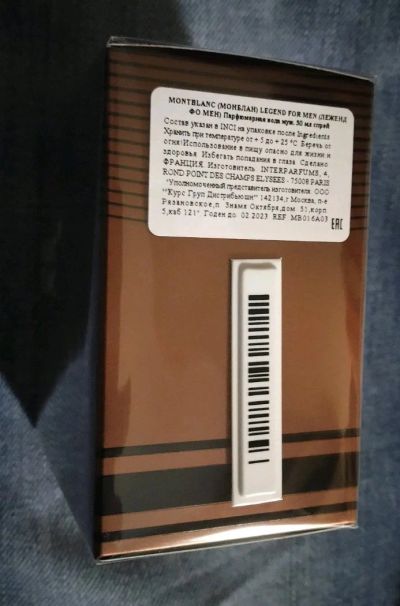 MONTBLANC (МОНБЛАН) LEGEND FOR MEN (ЛЕЖЕНД
ФО МЕН) Парфюмерная вода муж. 50 мл спрей
Состав указан в INCI на упаковке после Ingredients
Хранить при температуре от + 5 до + 25 °C Беречь от
огня!Использование в пищу опасно для жизни и
здоровья Избегать попадания в глаза Сделано
ФРАНЦИЯ Изготовитель INTERPARFUMS, 4,
ROND POINT DES CHAMPS ELYSEES - 75008 PARIS
"Уполномоченный представитель изготовителя: ООО
""Курс Груп Дистрибьюшн"" 142134,г Москва, п-е
Рязановское,п Знамя Октября,дом 31,корп
5,каб 121" Годен до 02 2023 REF MB016A03
EAC